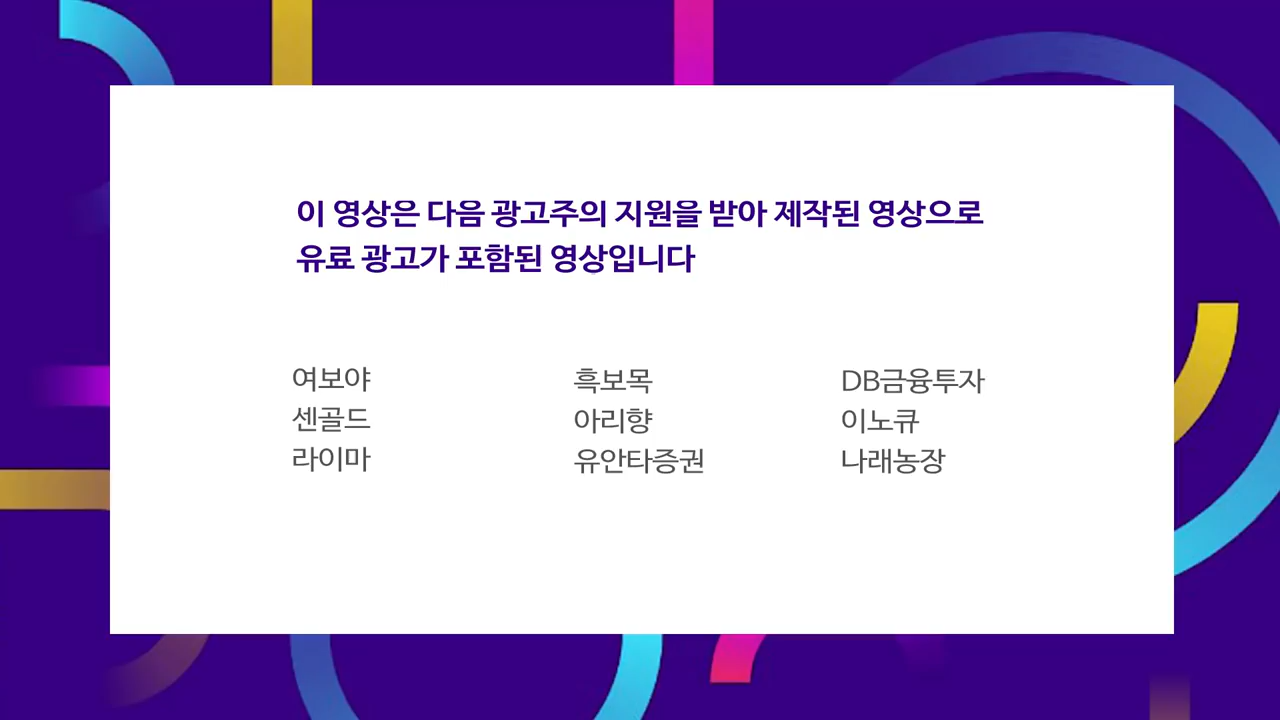 이 영상은 다음 광고주의 지원을 받아 제작된 영상으로
유료 광고가 포함된 영상입니다
여보야
센골드
라이마
흑보목
아리향
유안타증권
DB금융투자
이노큐
나래농장